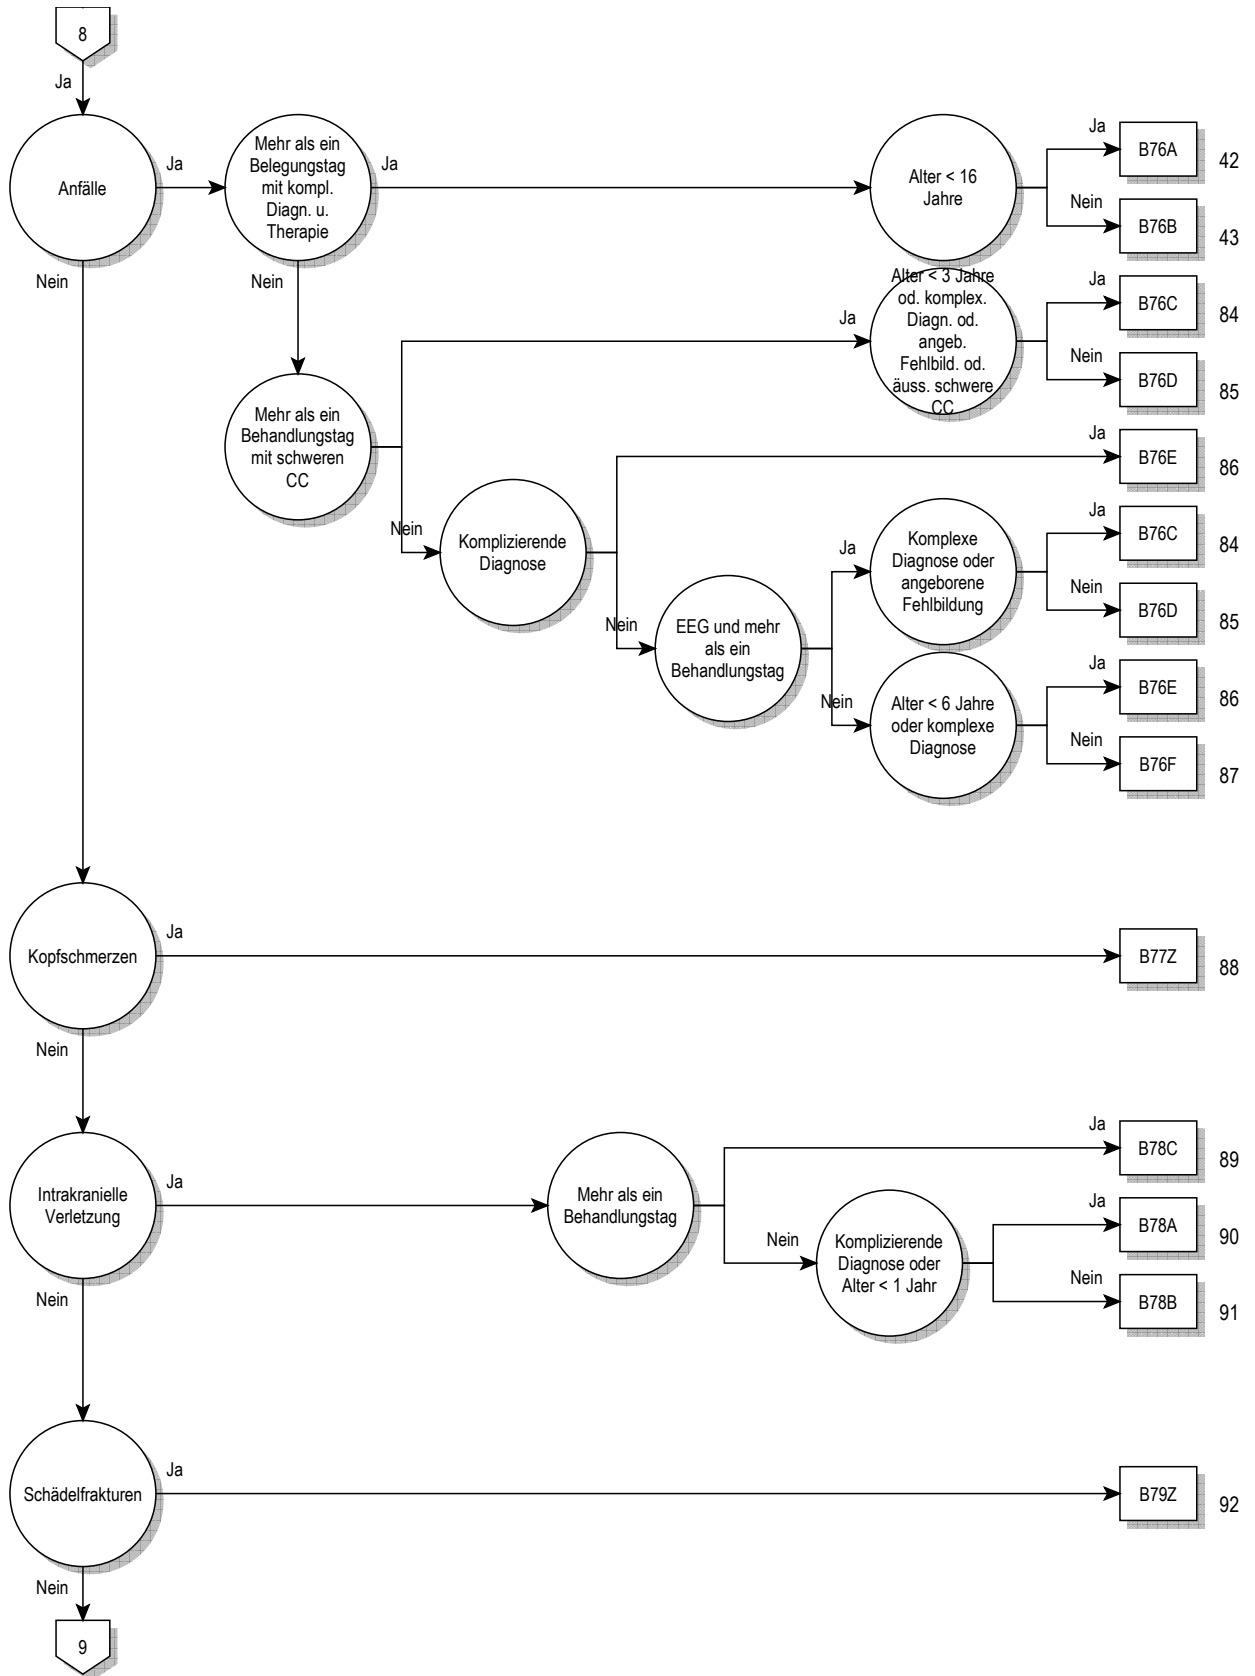 8
Ja
Anfälle
Ja
Mehr als ein
Belegungstag
mit kompl.
Diagn. u.
Therapie
Ja
Alter < 16
Jahre
Ja
B76A
42
Nein
B76B
43
Nein
Nein
Mehr als ein
Behandlungstag
mit schweren
CC
Ja
Alter < 3 Jahre
od. komplex.
Diagn. od.
angeb.
Fehlbild. od.
äuss. schwere
CC
Ja
B76C
84
Nein
B76D
85
Nein
Komplizierende
Diagnose
Ja
B76E
86
Nein
EEG und mehr
als ein
Behandlungstag
Ja
Komplexe
Diagnose oder
angeborene
Fehlbildung
Ja
B76C
84
Nein
B76D
85
Nein
Alter < 6 Jahre
oder komplexe
Diagnose
Ja
B76E
86
Nein
B76F
87
Kopfschmerzen
Ja
B77Z
88
Nein
Intrakranielle
Verletzung
Ja
Mehr als ein
Behandlungstag
Ja
B78C
89
Nein
Komplizierende
Diagnose oder
Alter < 1 Jahr
Ja
B78A
90
Nein
B78B
91
Nein
Schädelfrakturen
Ja
B79Z
92
Nein
9